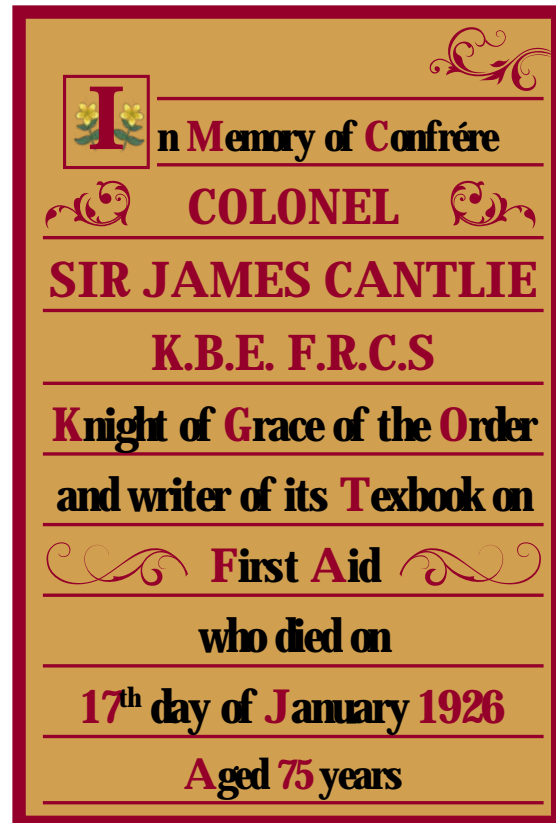 In Memory of Confrére
COLONEL
SIR JAMES CANTLIE
K.B.E. F.R.C.S
Knight of Grace of the Order
and writer of its Texbook on
First Aid
who died on
17th day of January 1926
Aged 75 years